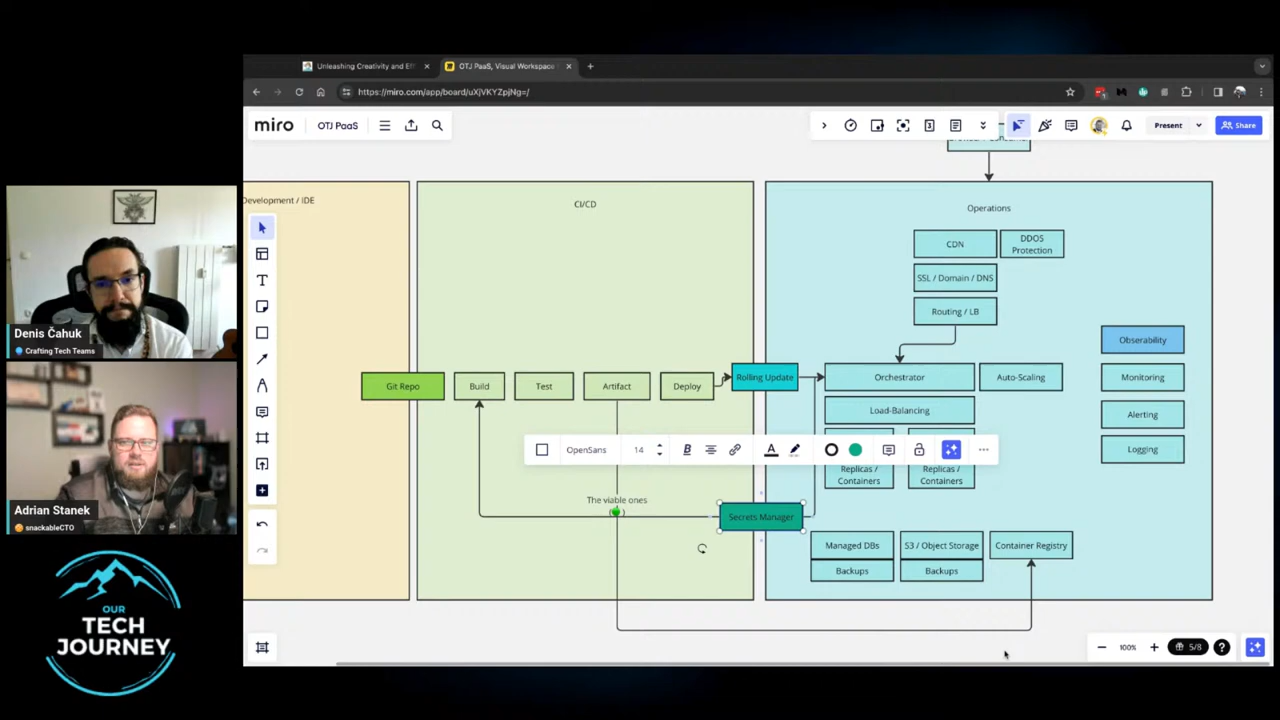 Unleashing Creativity and Ef
OTJ PaaS, Visual Workspace
https://miro.com/app/board/uXjVKYZpjNg=/
miro
OTJ PaaS
Present
Share
Development / IDE
CI/CD
Operations
CDN
DDOS
Protection
SSL / Domain / DNS
Routing / LB
Obserability
Git Repo
Build
Test
Artifact
Deploy
Rolling Update
Orchestrator
Auto-Scaling
Monitoring
Load-Balancing
Alerting
OpenSans
14
B
A
Logging
Replicas /
Containers
Replicas /
Containers
The viable ones
Secrets Manager
Managed DBs
S3 / Object Storage
Container Registry
Backups
Backups
100%
5/8
Denis Čahuk
Crafting Tech Teams
Adrian Stanek
snackableCTO
OUR
TECH
JOURNEY